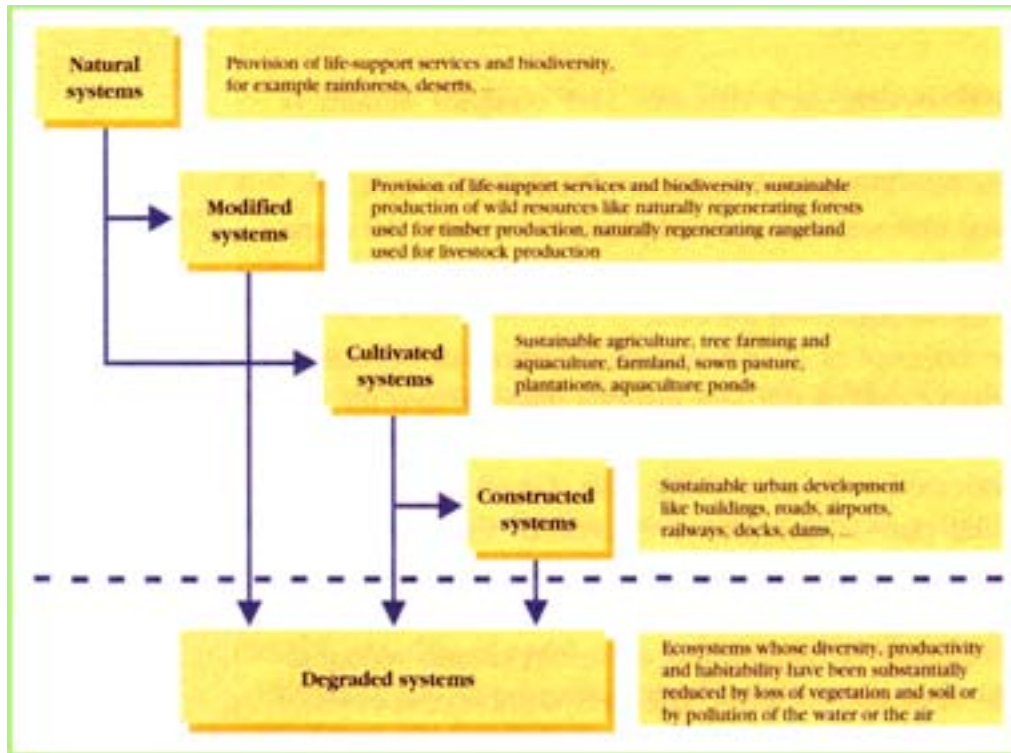 Natural
systems
Provision of life-support services and biodiversity,
for example rainforests, deserts, ...
Modified
systems
Provision of life-support services and biodiversity, sustainable
production of wild resources like naturally regenerating forests
used for timber production, naturally regenerating rangeland
used for livestock production
Cultivated
systems
Sustainable agriculture, tree farming and
aquaculture, farmland, sown pasture,
plantations, aquaculture ponds
Constructed
systems
Sustainable urban development
like buildings, roads, airports,
railways, docks, dams, ...
Degraded systems
Ecosystems whose diversity, productivity
and habitability have been substantially
reduced by loss of vegetation and soil or
by pollution of the water or the air